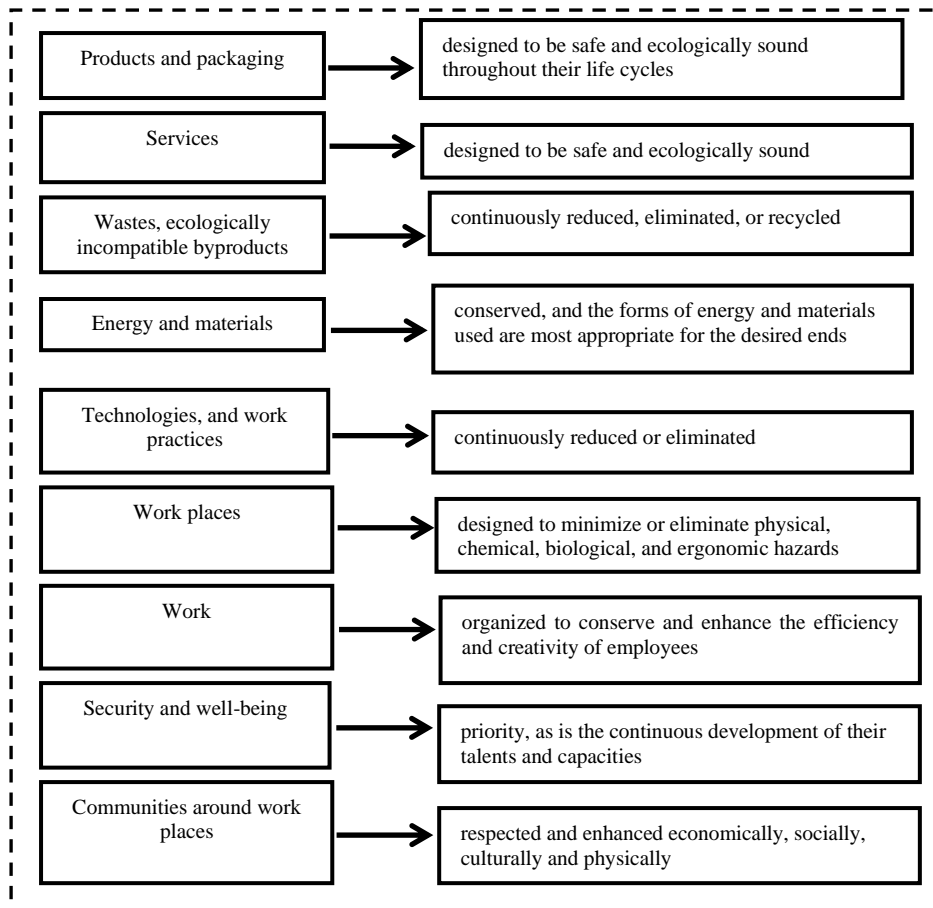 Products and packaging
designed to be safe and ecologically sound
throughout their life cycles
Services
designed to be safe and ecologically sound
Wastes, ecologically
incompatible byproducts
continuously reduced, eliminated, or recycled
Energy and materials
conserved, and the forms of energy and materials
used are most appropriate for the desired ends
Technologies, and work
practices
continuously reduced or eliminated
Work places
designed to minimize or eliminate physical,
chemical, biological, and ergonomic hazards
Work
organized to conserve and enhance the efficiency
and creativity of employees
Security and well-being
priority, as is the continuous development of their
talents and capacities
Communities around work
places
respected and enhanced economically, socially,
culturally and physically